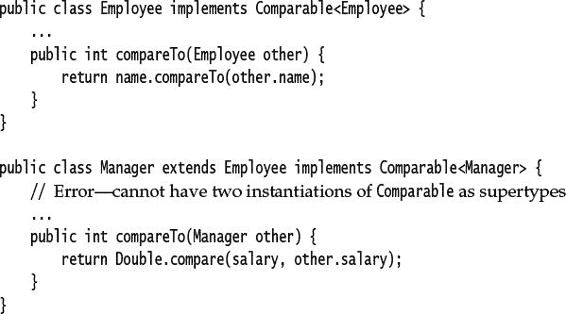 public class Employee implements Comparable<Employee> {
...
public int compareTo(Employee other) {
return name.compareTo(other.name);
}
}
public class Manager extends Employee implements Comparable<Manager> {
// Error—cannot have two instantiations of Comparable as supertypes
...
public int compareTo(Manager other) {
return Double.compare(salary, other.salary);
}
}